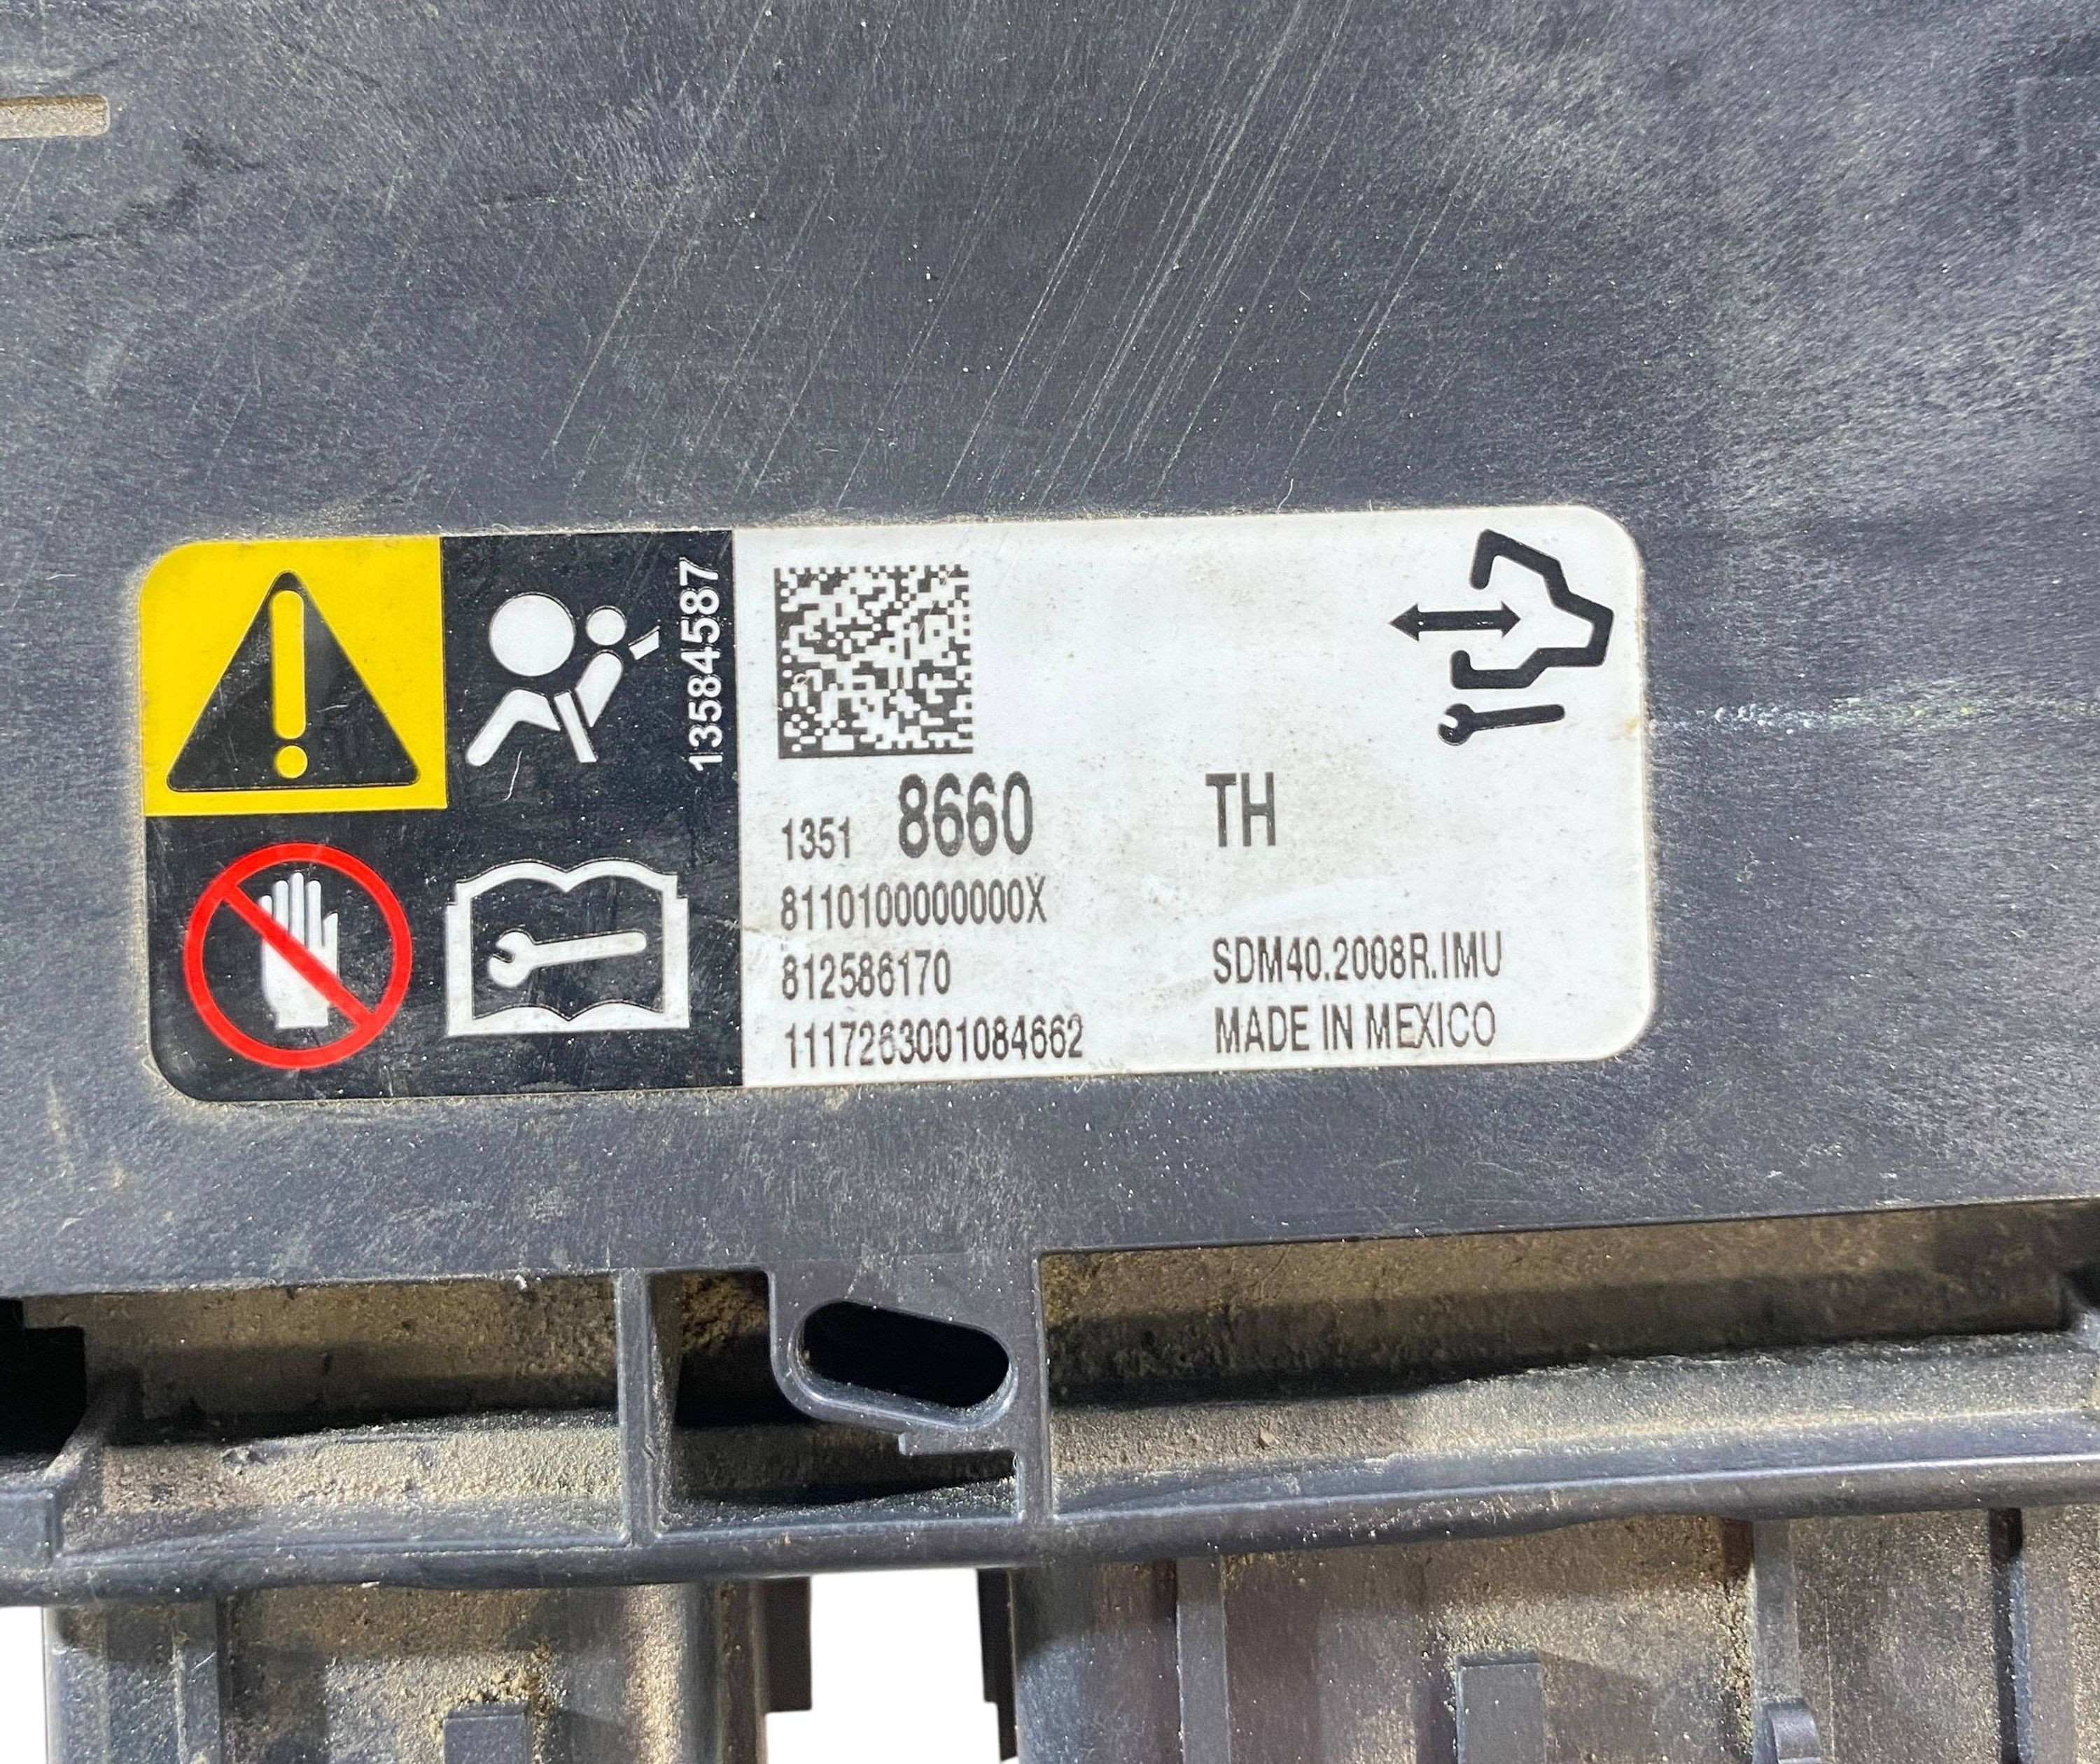 13584587
1351 8660 TH
8110100000000X
812586170 SDM40.2008R.IMU
1117263001084662 MADE IN MEXICO